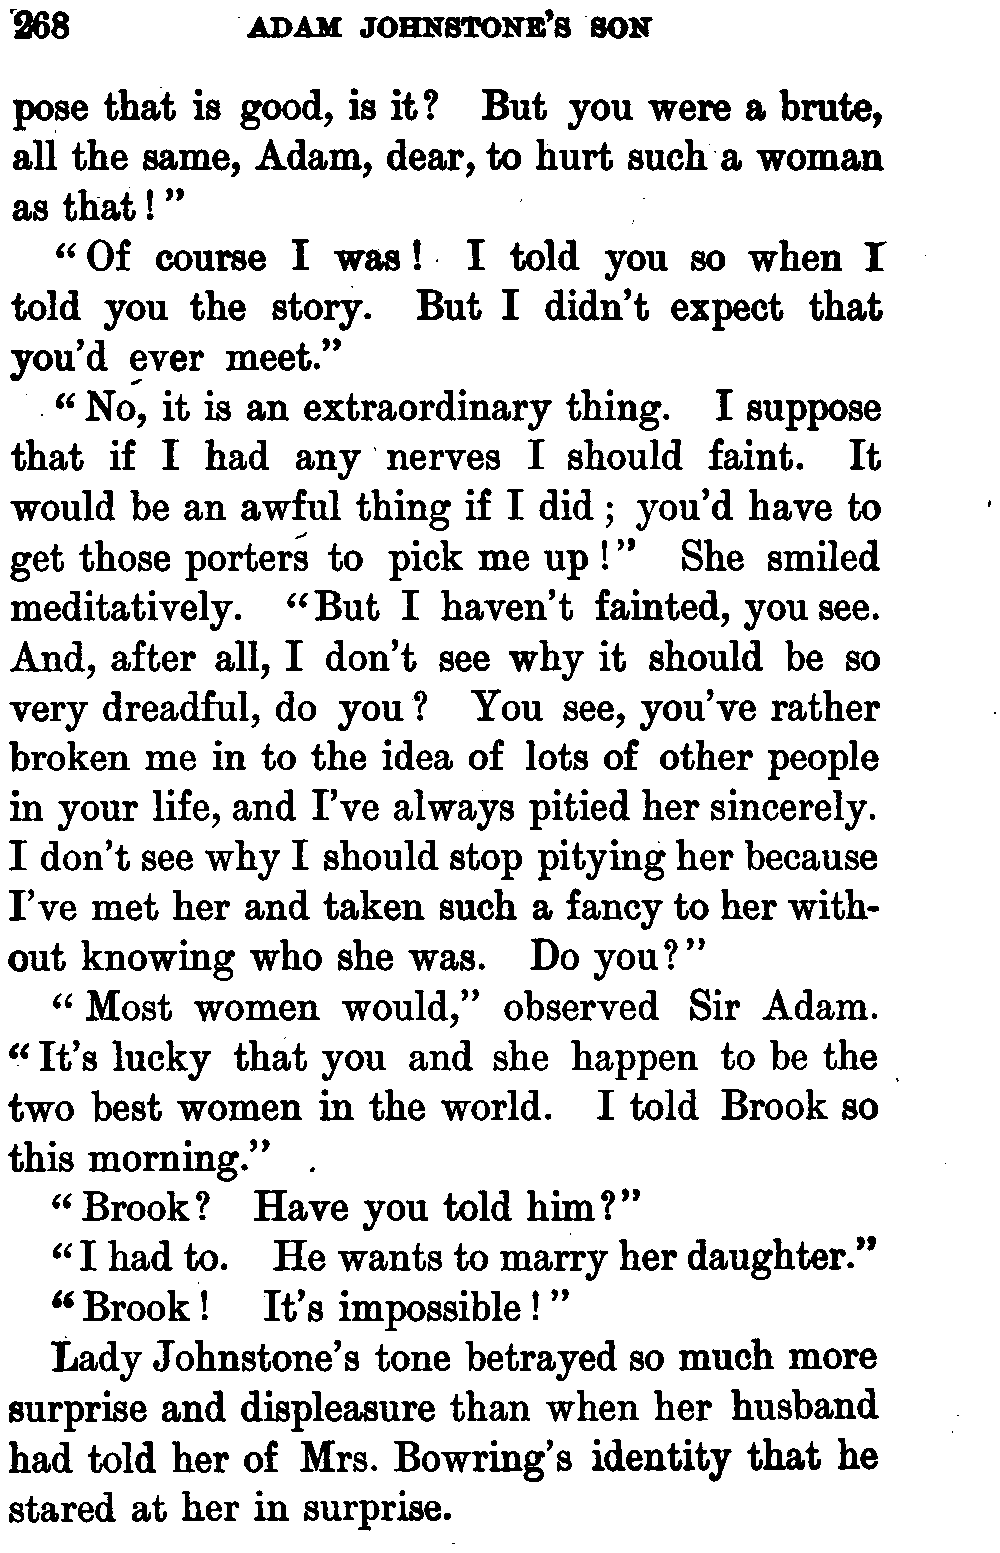 268 ADAM JOHNSTONE'S SON
pose that is good, is it? But you were a brute,
all the same, Adam, dear, to hurt such a woman
as that!"
"Of course I was! I told you so when I
told you the story. But I didn't expect that
you'd ever meet."
"No, it is an extraordinary thing. I suppose
that if I had any nerves I should faint. It
would be an awful thing if I did; you'd have to
get those porters to pick me up!" She smiled
meditatively. "But I haven't fainted, you see.
And, after all, I don't see why it should be so
very dreadful, do you? You see, you've rather
broken me in to the idea of lots of other people
in your life, and I've always pitied her sincerely.
I don't see why I should stop pitying her because
I've met her and taken such a fancy to her with-
out knowing who she was. Do you?"
"Most women would," observed Sir Adam.
"It's lucky that you and she happen to be the
two best women in the world. I told Brook so
this morning."
"Brook? Have you told him?"
"I had to. He wants to marry her daughter."
"Brook! It's impossible!"
Lady Johnstone's tone betrayed so much more
surprise and displeasure than when her husband
had told her of Mrs. Bowring's identity that he
stared at her in surprise.